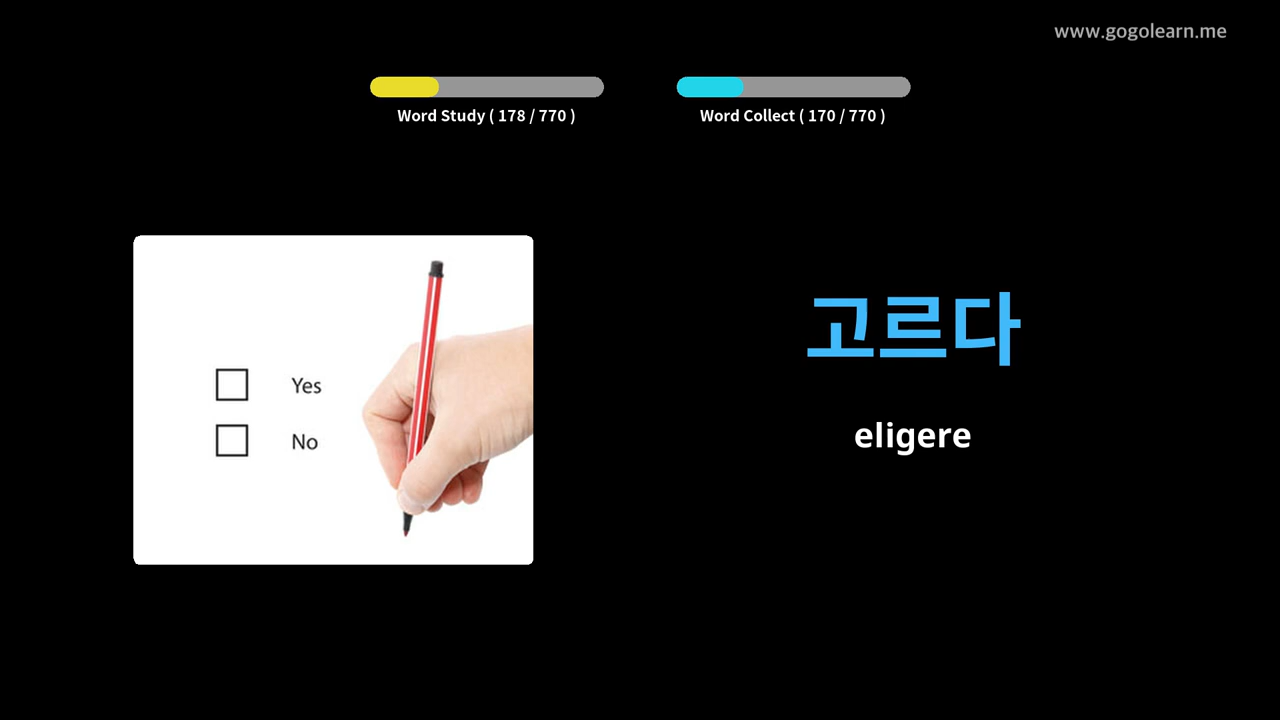 www.gogolearn.me
Word Study ( 178 / 770 )
Word Collect ( 170 / 770 )
Yes
No
고르다
eligere